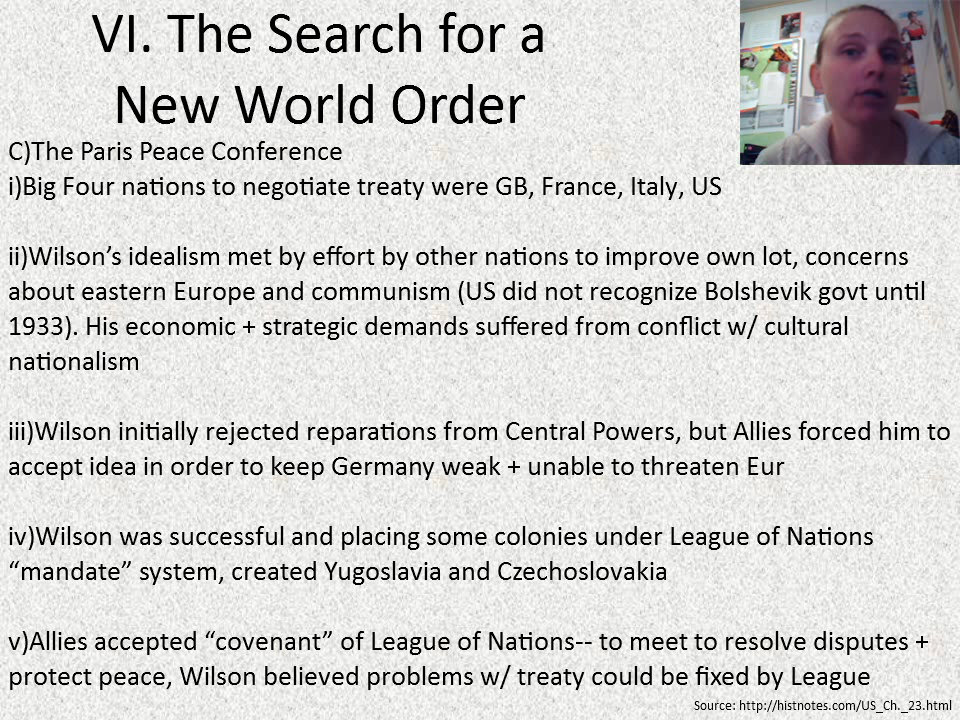 VI. The Search for a
New World Order
C)The Paris Peace Conference
i)Big Four nations to negotiate treaty were GB, France, Italy, US
ii)Wilson’s idealism met by effort by other nations to improve own lot, concerns
about eastern Europe and communism (US did not recognize Bolshevik govt until
1933). His economic + strategic demands suffered from conflict w/ cultural
nationalism
iii)Wilson initially rejected reparations from Central Powers, but Allies forced him to
accept idea in order to keep Germany weak + unable to threaten Eur
iv)Wilson was successful and placing some colonies under League of Nations
“mandate” system, created Yugoslavia and Czechoslovakia
v)Allies accepted “covenant” of League of Nations-- to meet to resolve disputes +
protect peace, Wilson believed problems w/ treaty could be fixed by League
Source: http://histnotes.com/US_Ch._23.html